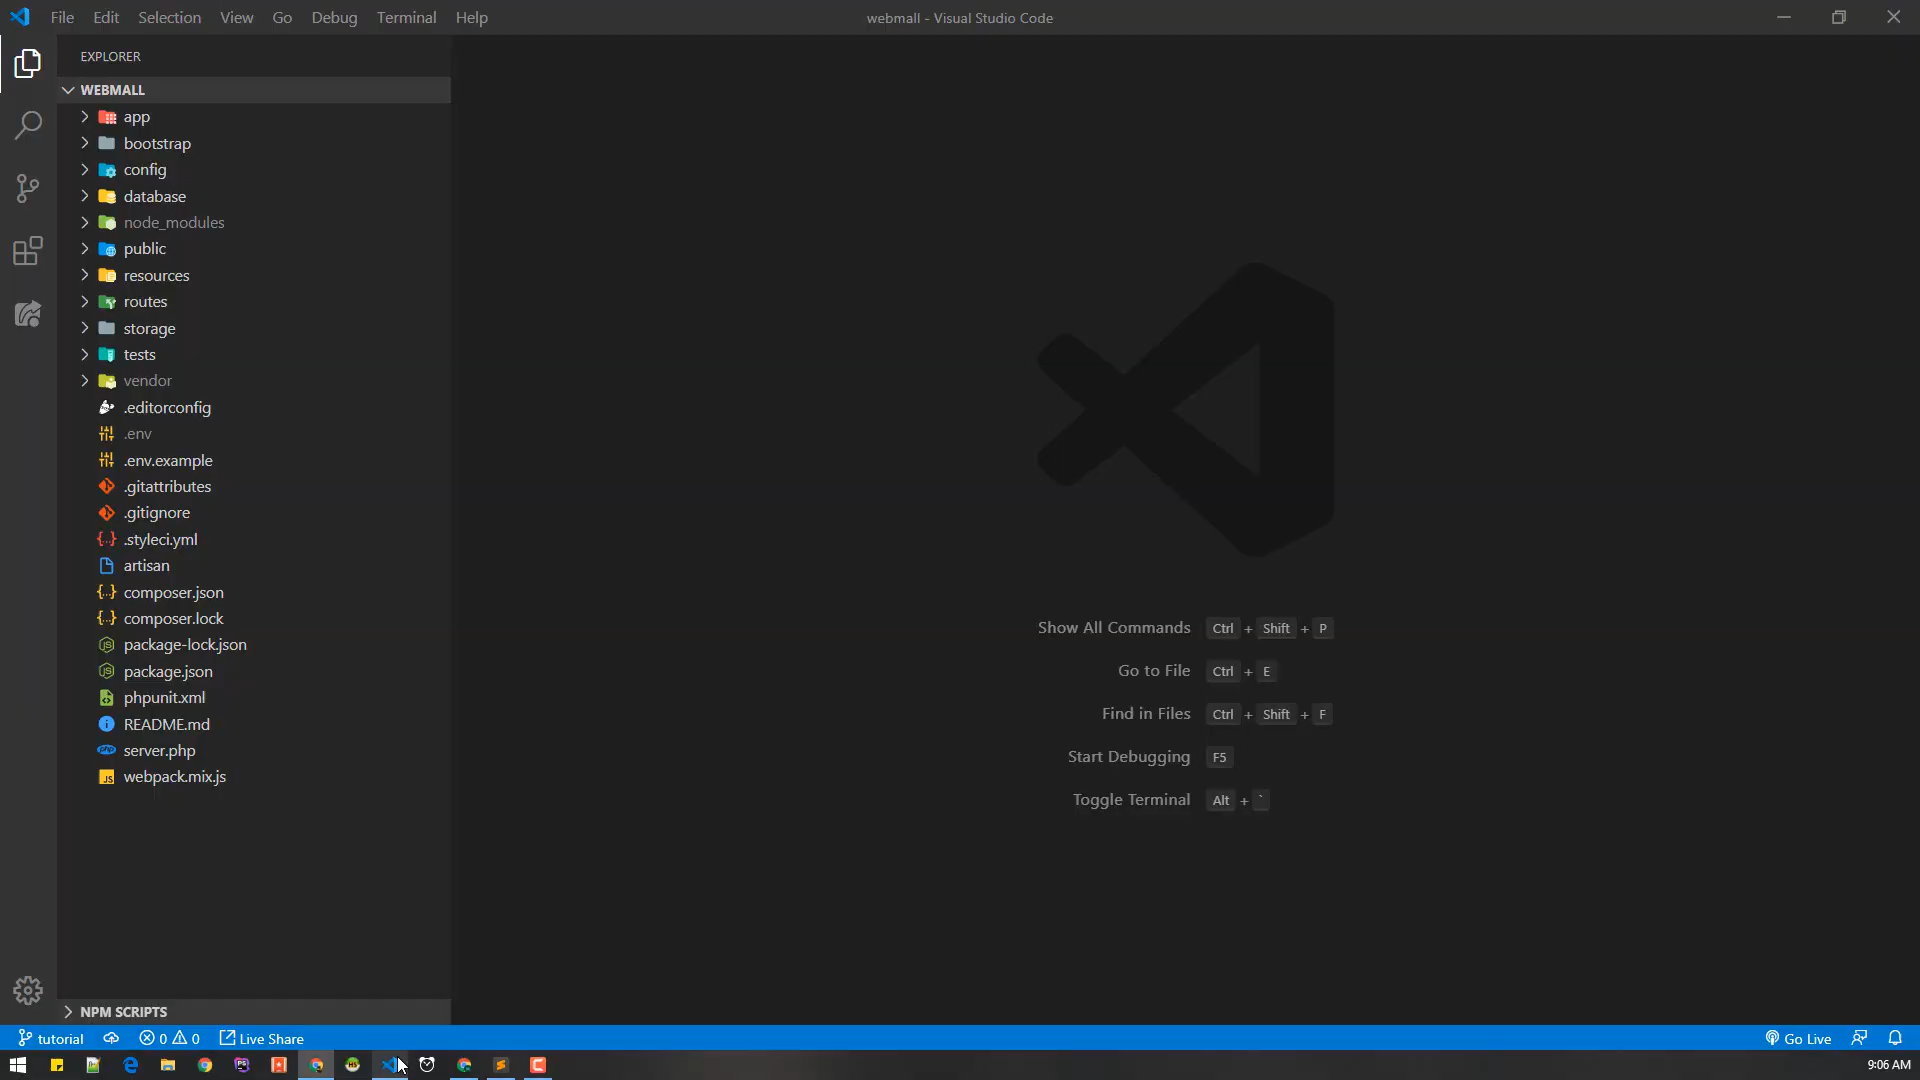 File Edit Selection View Go Debug Terminal Help
webmall - Visual Studio Code
EXPLORER
WEBMALL
app
bootstrap
config
database
node_modules
public
resources
routes
storage
tests
vendor
.editorconfig
.env
.env.example
.gitattributes
.gitignore
.styleci.yml
artisan
composer.json
composer.lock
package-lock.json
package.json
phpunit.xml
README.md
server.php
webpack.mix.js
NPM SCRIPTS
Show All Commands Ctrl + Shift + P
Go to File Ctrl + E
Find in Files Ctrl + Shift + F
Start Debugging F5
Toggle Terminal Alt + `
tutorial 0 0 Live Share
Go Live
9:06 AM